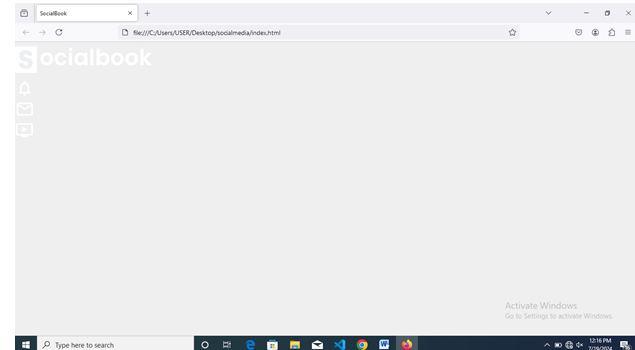 SocialBook
file:///C:/Users/USER/Desktop/socialmedia/index.html
Socialbook
Activate Windows
Go to Settings to activate Windows.
Type here to search
12:16 PM
7/19/2024